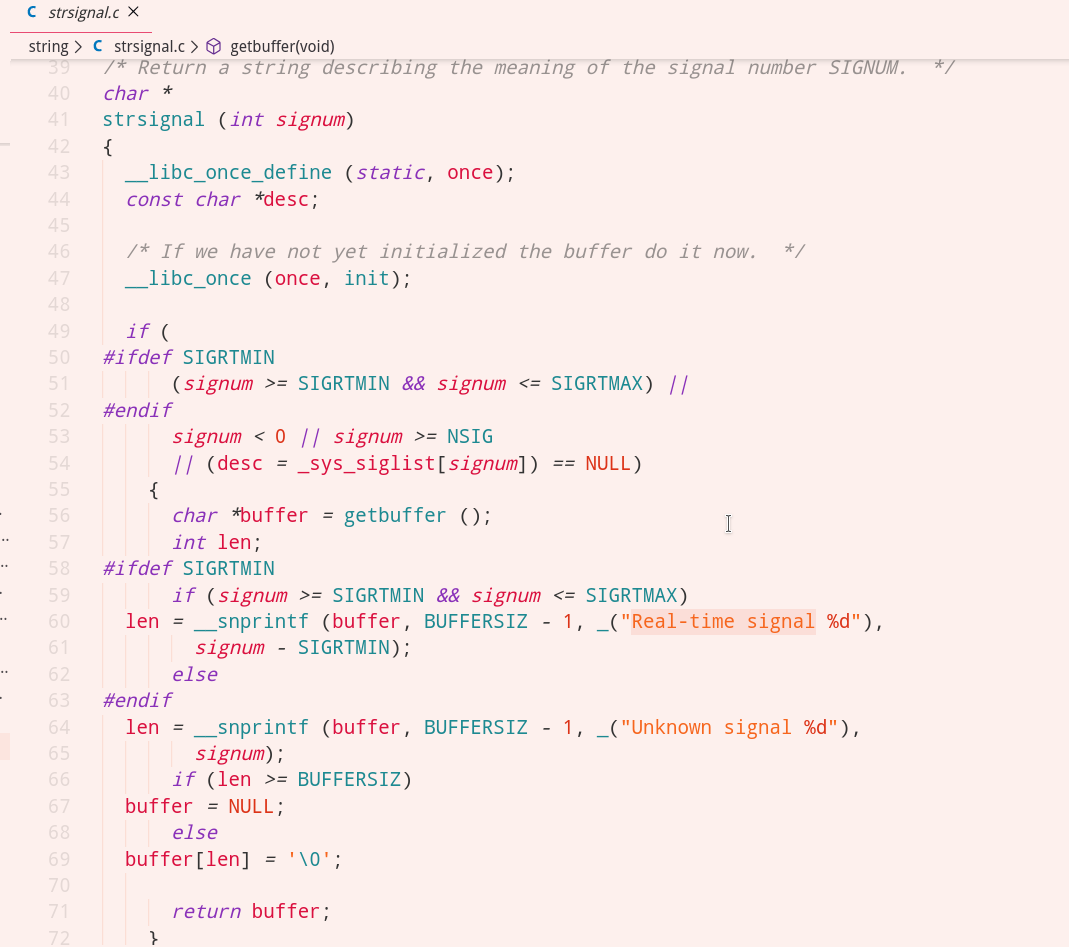 C strsignal.c ×
string > C strsignal.c > getbuffer(void)
39 /* Return a string describing the meaning of the signal number SIGNUM.  */
40 char *
41 strsignal (int signum)
42 {
43   __libc_once_define (static, once);
44   const char *desc;
45
46   /* If we have not yet initialized the buffer do it now.  */
47   __libc_once (once, init);
48
49   if (
50 #ifdef SIGRTMIN
51       (signum >= SIGRTMIN && signum <= SIGRTMAX) ||
52 #endif
53       signum < 0 || signum >= NSIG
54       || (desc = _sys_siglist[signum]) == NULL)
55     {
56       char *buffer = getbuffer ();
57       int len;
58 #ifdef SIGRTMIN
59       if (signum >= SIGRTMIN && signum <= SIGRTMAX)
60   len = __snprintf (buffer, BUFFERSIZ - 1, _("Real-time signal %d"),
61         signum - SIGRTMIN);
62       else
63 #endif
64   len = __snprintf (buffer, BUFFERSIZ - 1, _("Unknown signal %d"),
65         signum);
66       if (len >= BUFFERSIZ)
67   buffer = NULL;
68       else
69   buffer[len] = '\0';
70
71       return buffer;
72     }